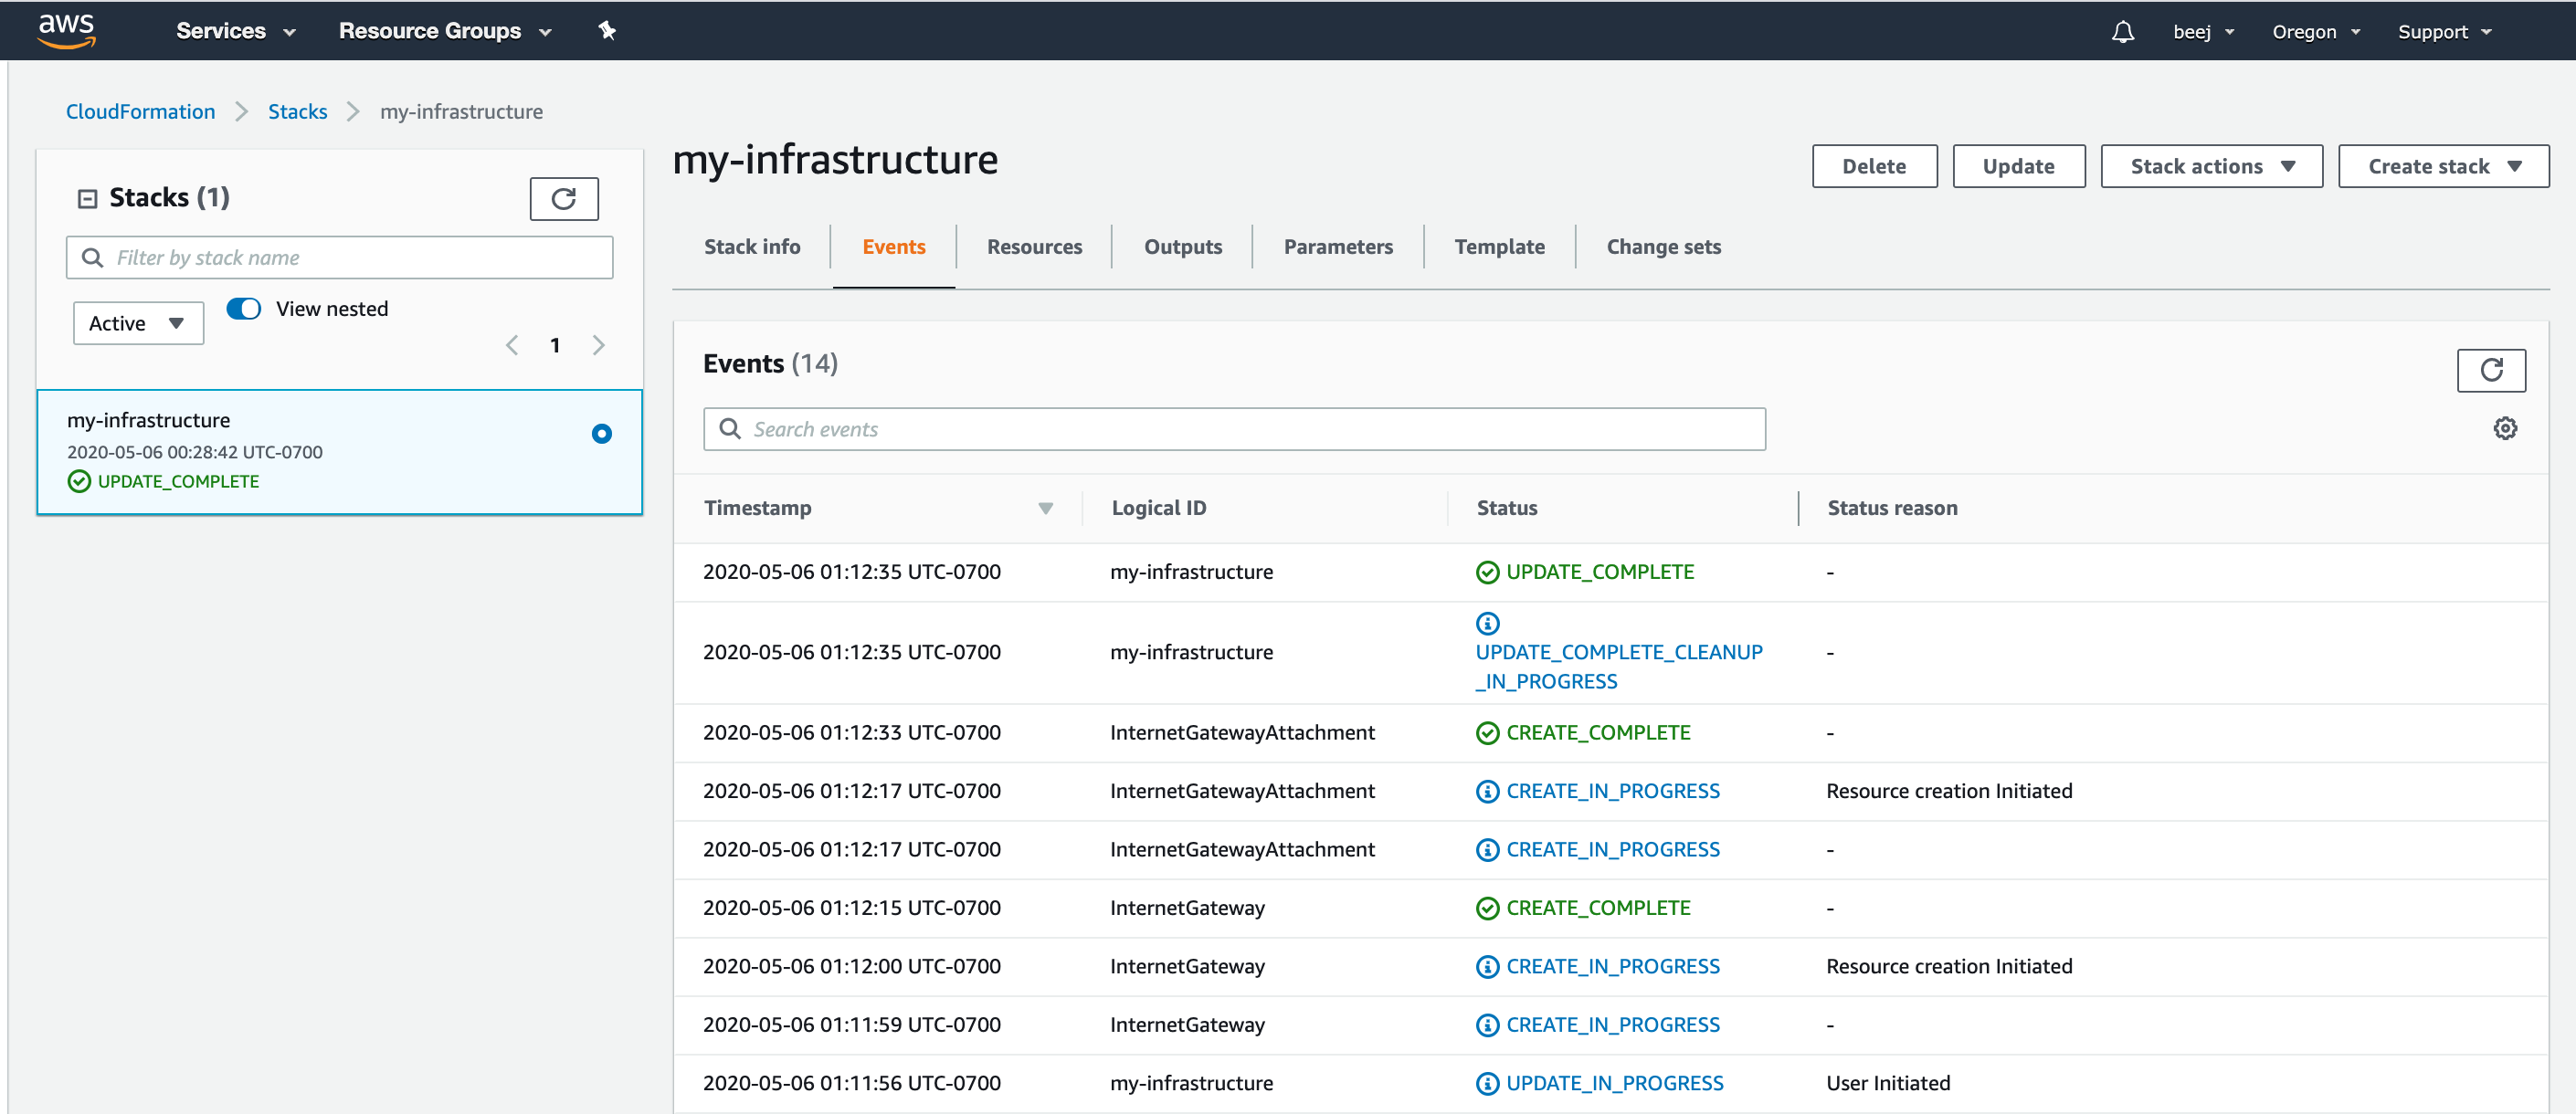 aws Services Resource Groups beej Oregon Support
CloudFormation Stacks my-infrastructure
Stacks (1)
Filter by stack name
Active View nested
1
my-infrastructure
2020-05-06 00:28:42 UTC-0700
UPDATE_COMPLETE
my-infrastructure
Delete Update Stack actions Create stack
Stack info Events Resources Outputs Parameters Template Change sets
Events (14)
Search events
Timestamp Logical ID Status Status reason
2020-05-06 01:12:35 UTC-0700 my-infrastructure UPDATE_COMPLETE -
2020-05-06 01:12:35 UTC-0700 my-infrastructure UPDATE_COMPLETE_CLEANUP -
_IN_PROGRESS
2020-05-06 01:12:33 UTC-0700 InternetGatewayAttachment CREATE_COMPLETE -
2020-05-06 01:12:17 UTC-0700 InternetGatewayAttachment CREATE_IN_PROGRESS Resource creation Initiated
2020-05-06 01:12:17 UTC-0700 InternetGatewayAttachment CREATE_IN_PROGRESS -
2020-05-06 01:12:15 UTC-0700 InternetGateway CREATE_COMPLETE -
2020-05-06 01:12:00 UTC-0700 InternetGateway CREATE_IN_PROGRESS Resource creation Initiated
2020-05-06 01:11:59 UTC-0700 InternetGateway CREATE_IN_PROGRESS -
2020-05-06 01:11:56 UTC-0700 my-infrastructure UPDATE_IN_PROGRESS User Initiated